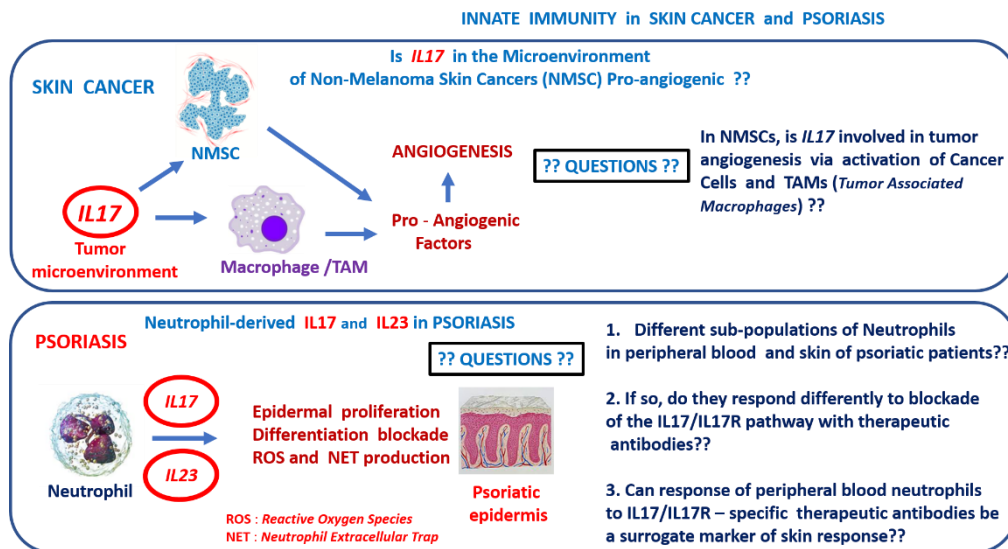 INNATE IMMUNITY in SKIN CANCER and PSORIASIS
Is IL17 in the Microenvironment
of Non-Melanoma Skin Cancers (NMSC) Pro-angiogenic ??
SKIN CANCER
NMSC
IL17
Tumor
microenvironment
Macrophage /TAM
ANGIOGENESIS
Pro - Angiogenic
Factors
?? QUESTIONS ??
In NMSCs, is IL17 involved in tumor
angiogenesis via activation of Cancer
Cells and TAMs (Tumor Associated
Macrophages) ??
Neutrophil-derived IL17 and IL23 in PSORIASIS
PSORIASIS
?? QUESTIONS ??
IL17
IL23
Neutrophil
Epidermal proliferation
Differentiation blockade
ROS and NET production
Psoriatic
epidermis
ROS : Reactive Oxygen Species
NET : Neutrophil Extracellular Trap
1. Different sub-populations of Neutrophils
in peripheral blood and skin of psoriatic patients??
2. If so, do they respond differently to blockade
of the IL17/IL17R pathway with therapeutic
antibodies??
3. Can response of peripheral blood neutrophils
to IL17/IL17R – specific therapeutic antibodies be
a surrogate marker of skin response??